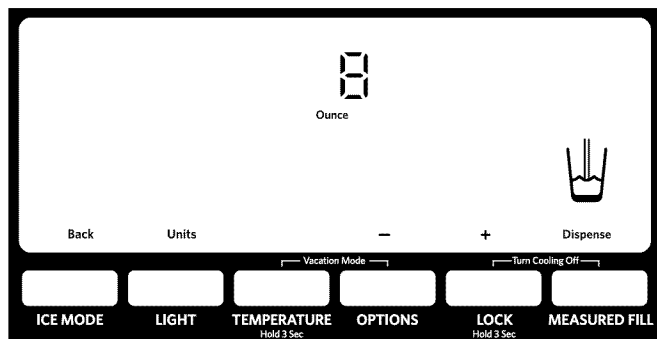 8
Ounce
Back Units − + Dispense
Vacation Mode Turn Cooling Off
ICE MODE LIGHT TEMPERATURE OPTIONS LOCK MEASURED FILL
Hold 3 Sec Hold 3 Sec